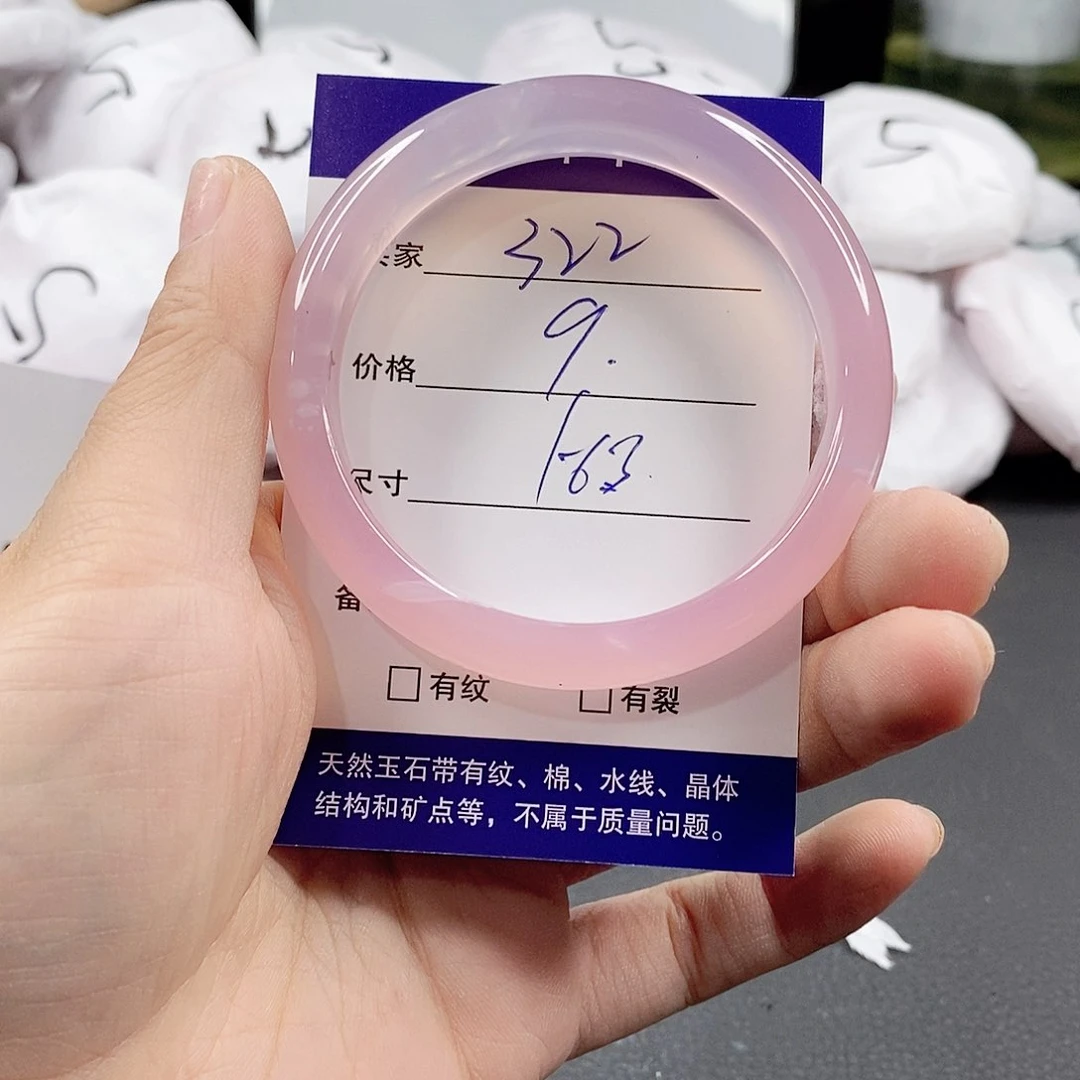 家 322
价格 9.
尺寸 1-63.
备
有纹 有裂
天然玉石带有纹、棉、水线、晶体
结构和矿点等，不属于质量问题。